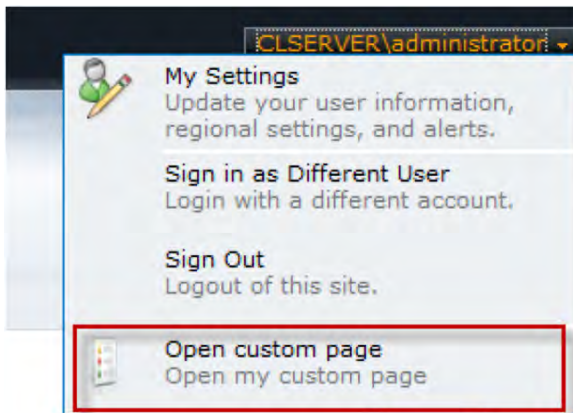 CLSERVER\administrator
My Settings
Update your user information,
regional settings, and alerts.
Sign in as Different User
Login with a different account.
Sign Out
Logout of this site.
Open custom page
Open my custom page